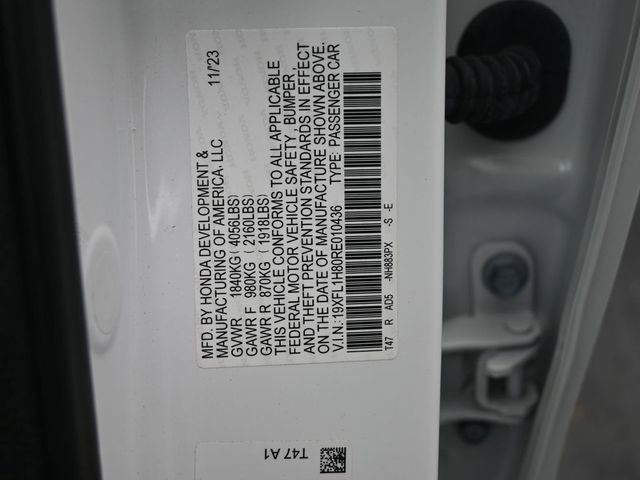 MFD. BY HONDA DEVELOPMENT & 11/'23
MANUFACTURING OF AMERICA, LLC
GVWR 1840KG (4056LBS)
GAWR F 980KG (2160LBS)
GAWR R 870KG (1918LBS)
THIS VEHICLE CONFORMS TO ALL APPLICABLE
FEDERAL MOTOR VEHICLE SAFETY, BUMPER,
AND THEFT PREVENTION STANDARDS IN EFFECT
ON THE DATE OF MANUFACTURE SHOWN ABOVE.
V.I.N: 19XFL1H80RE010436 TYPE: PASSENGER CAR
T47 R AD5 -NH883PX -S -E
T47 A1